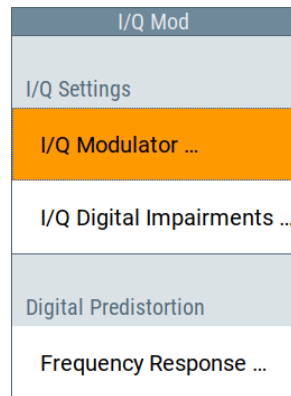 I/Q Mod
I/Q Settings
I/Q Modulator ...
I/Q Digital Impairments ...
Digital Predistortion
Frequency Response ...